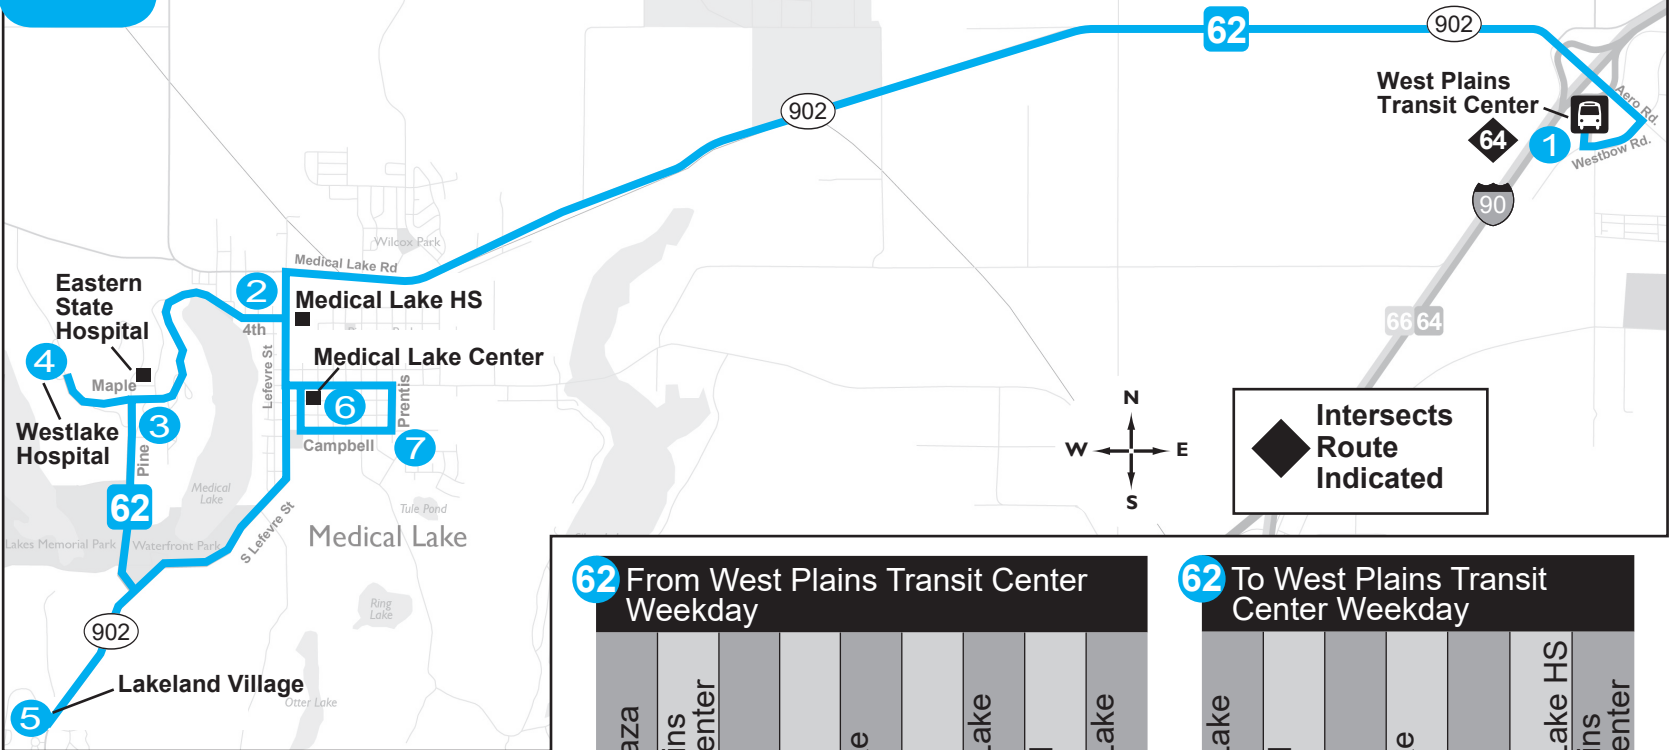 62
902
West Plains
Transit Center
64
1
Aero Rd.
Westbow Rd.
90
902
Wilcox Park
Medical Lake Rd
Eastern
State
Hospital
2
Medical Lake HS
4th
66 64
4
Maple
Lefevre St
Medical Lake Center
6
Prentis
3
Westlake
Hospital
Campbell
7
Pine
N
W E
S
Intersects
Route
Indicated
62
Medical
Lake
Tule Pond
S Lefevre St
Medical Lake
Lakes Memorial Park
Waterfront Park
Ring
Lake
902
Lakeland Village
Otter Lake
5
62 From West Plains Transit Center
Weekday
62 To West Plains Transit
Center Weekday